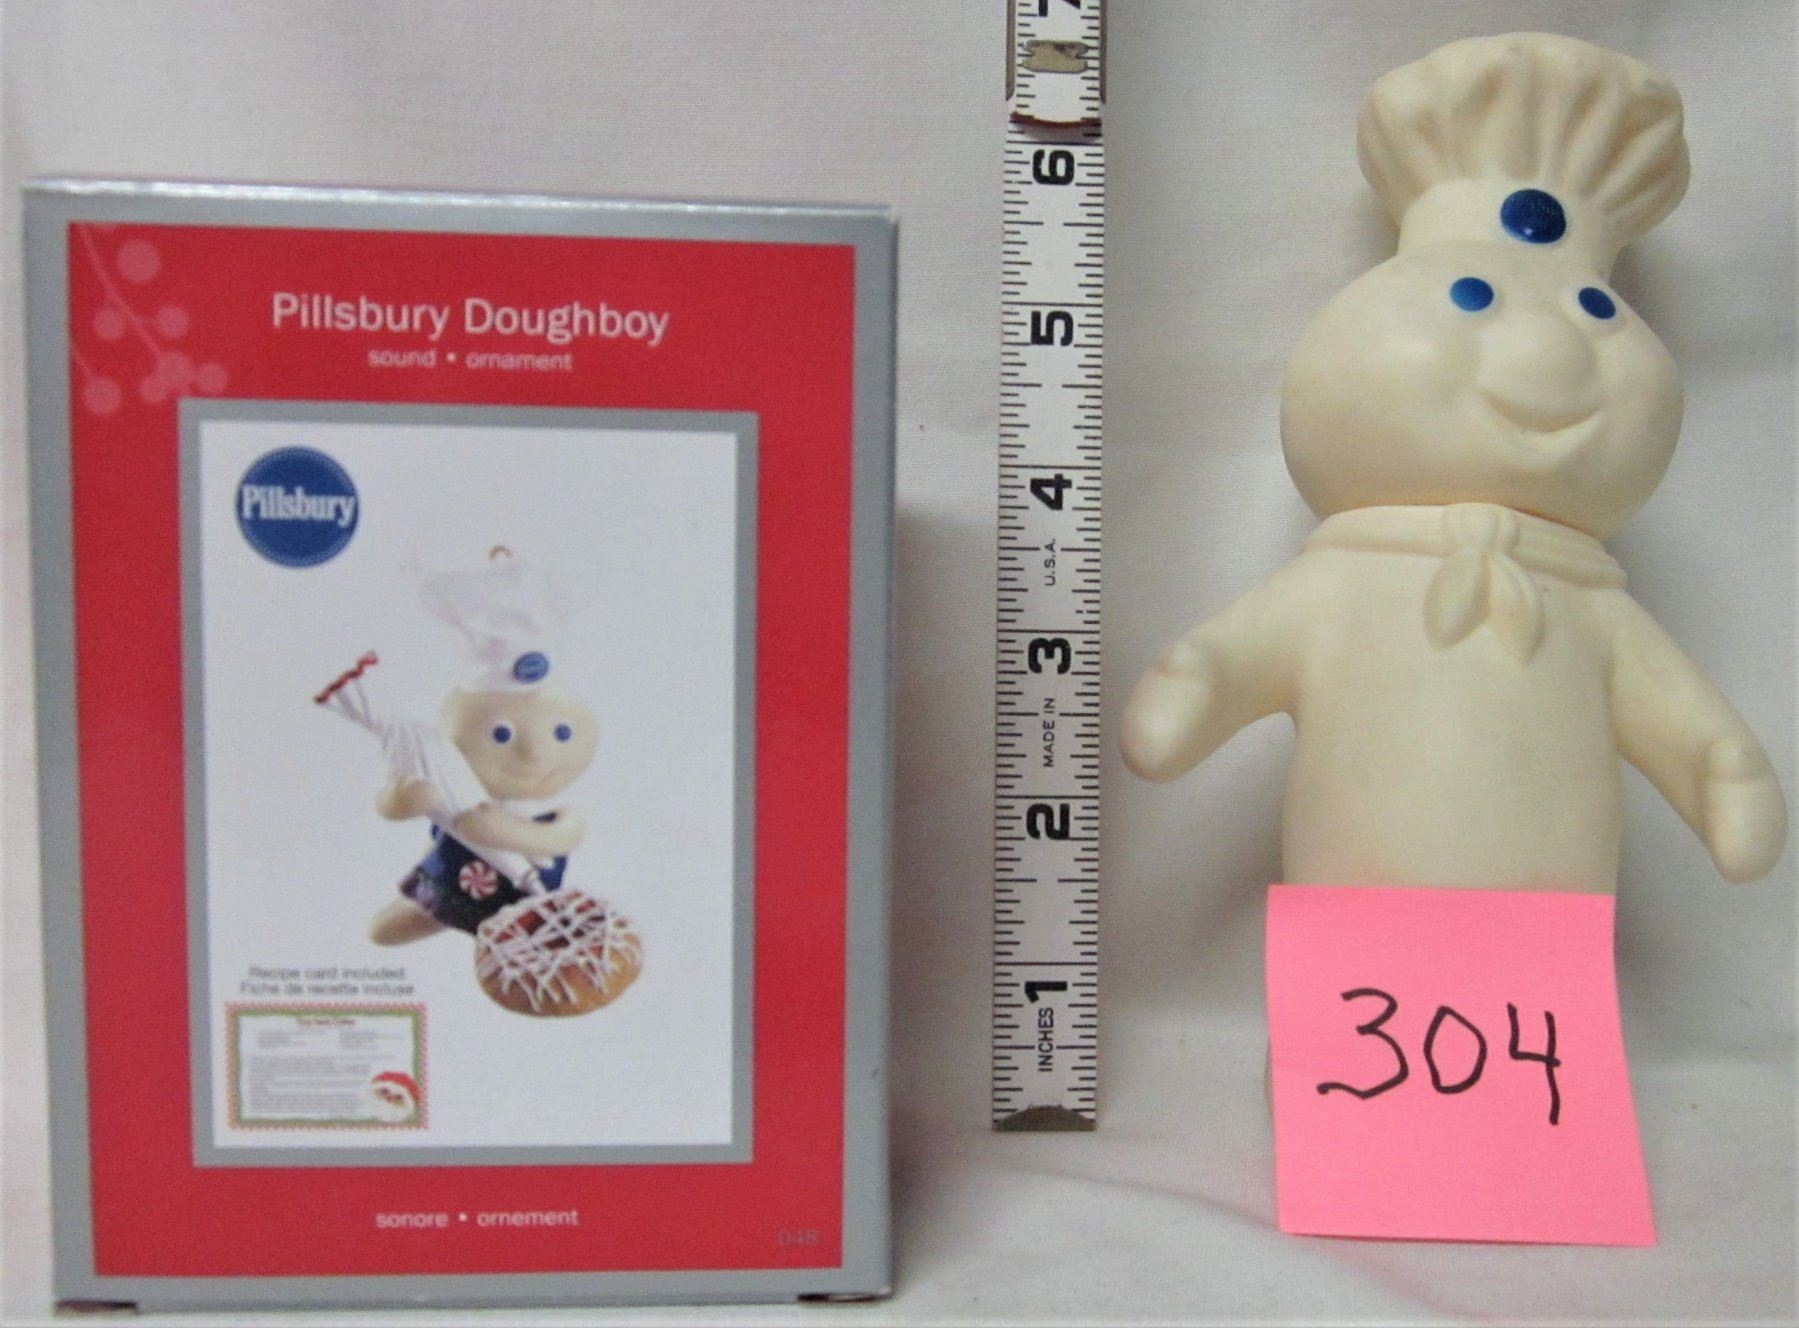 Pillsbury Doughboy
sound • ornament
Pillsbury
Recipe card included
Fiche de recette incluse
sonore • ornement
048
7
6
5
4
U.S.A.
3
MADE IN
2
1
INCHES
304